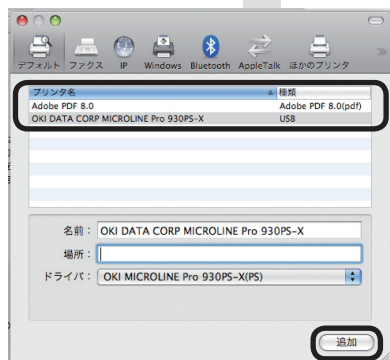 デフォルト ファクス IP Windows Bluetooth AppleTalk ほかのプリンタ
プリンタ名 種類
Adobe PDF 8.0 Adobe PDF 8.0(pdf)
OKI DATA CORP MICROLINE Pro 930PS-X USB
名前： OKI DATA CORP MICROLINE Pro 930PS-X
場所：
ドライバ： OKI MICROLINE Pro 930PS-X(PS)
追加